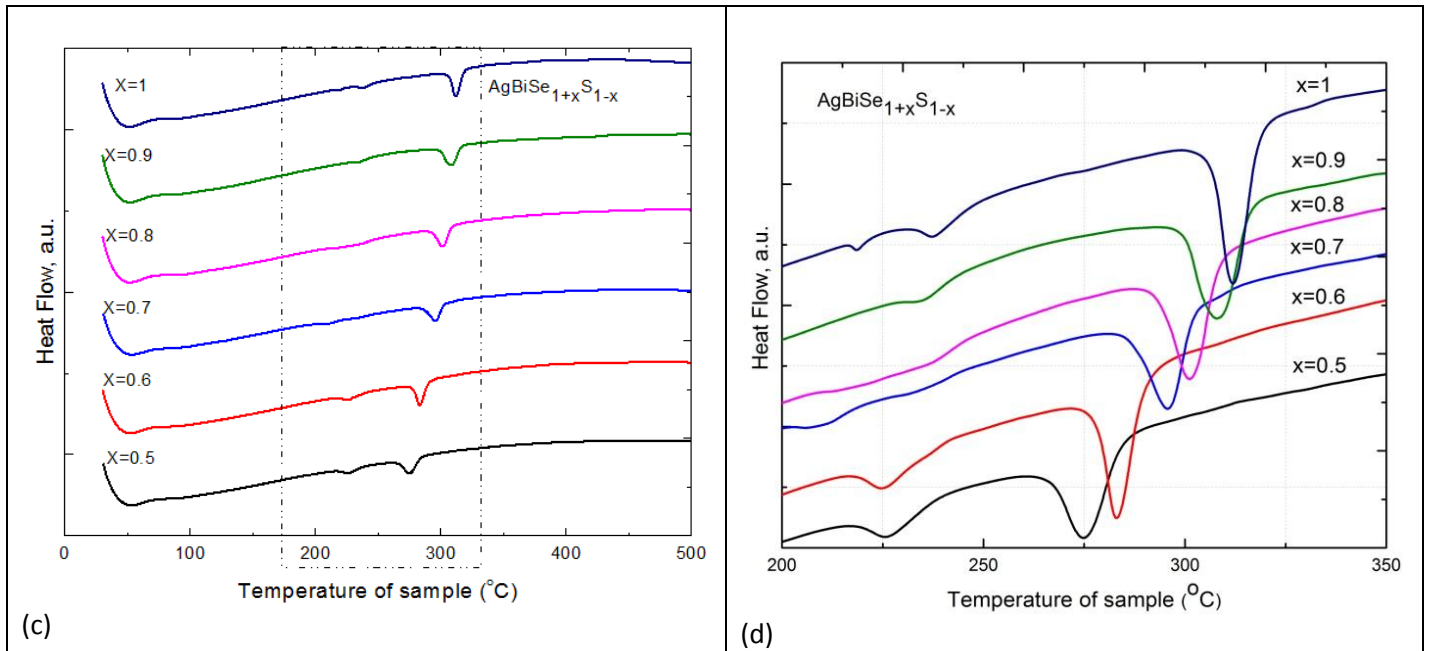 X=1
AgBiSe1+xS1-x
X=0.9
X=0.8
X=0.7
X=0.6
X=0.5
Heat Flow, a.u.
0 100 200 300 400 500
Temperature of sample (°C)
(c)
AgBiSe1+xS1-x
x=1
x=0.9
x=0.8
x=0.7
x=0.6
x=0.5
Heat Flow, a.u.
200 250 300 350
Temperature of sample (°C)
(d)